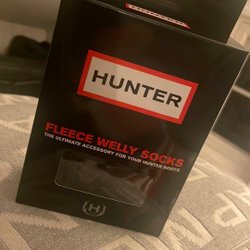 HUNTER
FLEECE WELLY SOCKS
THE ULTIMATE ACCESSORY FOR YOUR HUNTER BOOTS
H